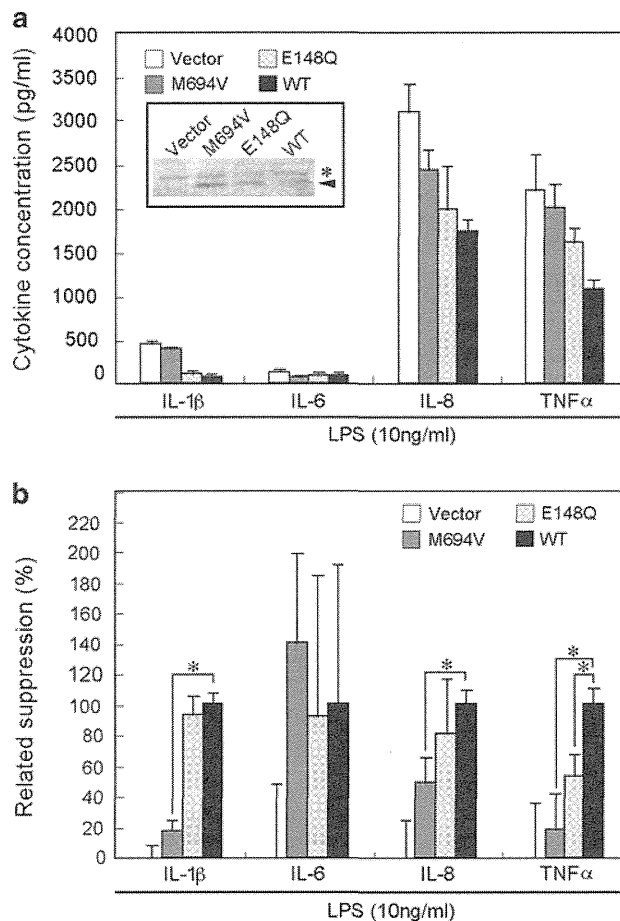 a
Cytokine concentration (pg/ml)
4000
3500
3000
2500
2000
1500
1000
500
0
Vector
E148Q
M694V
WT
Vector
M694V
E148Q
WT
*
IL-1β
IL-6
IL-8
TNFα
LPS (10ng/ml)
b
Related suppression (%)
220
200
180
160
140
120
100
80
60
40
20
0
Vector
E148Q
M694V
WT
*
*
*
*
IL-1β
IL-6
IL-8
TNFα
LPS (10ng/ml)